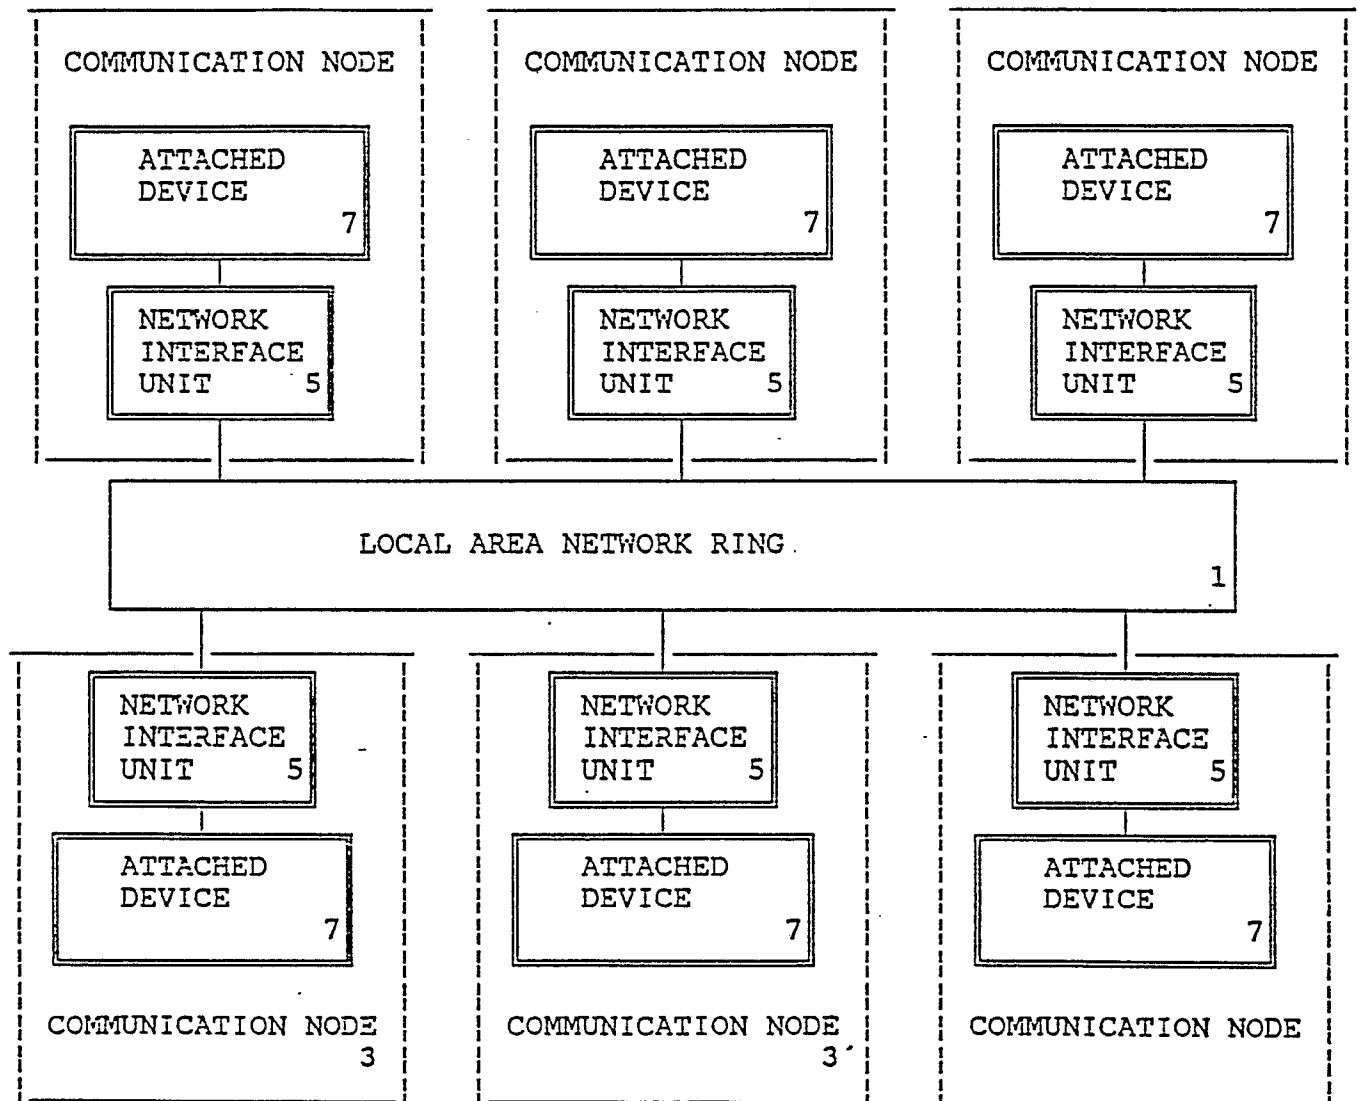 COMMUNICATION NODE
COMMUNICATION NODE
COMMUNICATION NODE
ATTACHED
DEVICE
7
ATTACHED
DEVICE
7
ATTACHED
DEVICE
7
NETWORK
INTERFACE
UNIT 5
NETWORK
INTERFACE
UNIT 5
NETWORK
INTERFACE
UNIT 5
LOCAL AREA NETWORK RING
1
NETWORK
INTERFACE
UNIT 5
NETWORK
INTERFACE
UNIT 5
NETWORK
INTERFACE
UNIT 5
ATTACHED
DEVICE
7
ATTACHED
DEVICE
7
ATTACHED
DEVICE
7
COMMUNICATION NODE
3
COMMUNICATION NODE
3
COMMUNICATION NODE